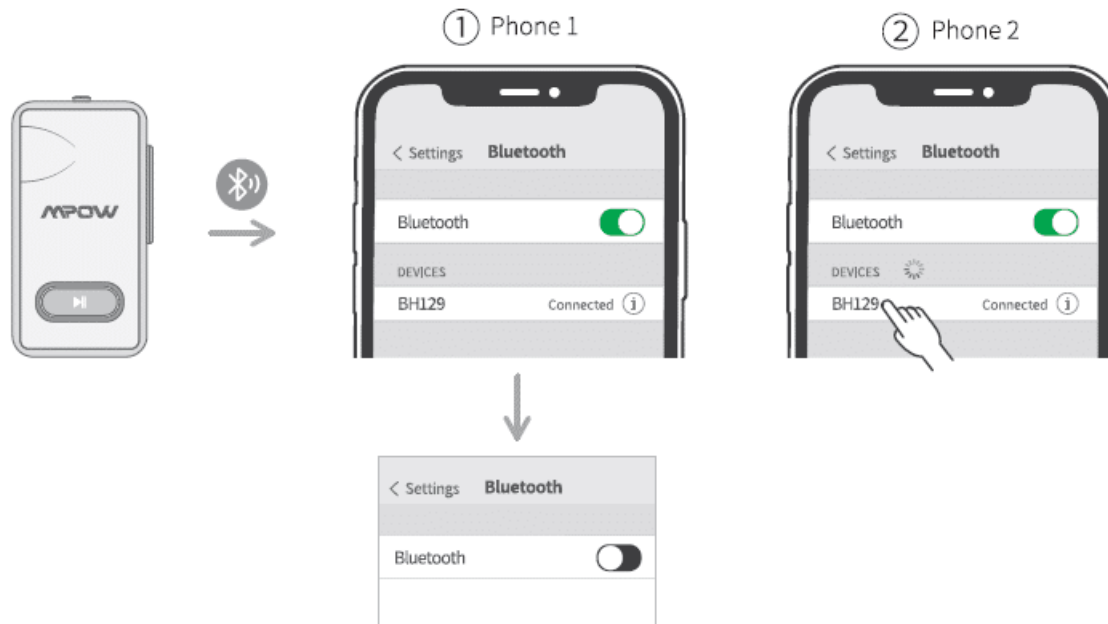 ① Phone 1
② Phone 2
MPOW
< Settings Bluetooth
Bluetooth
DEVICES
BH129 Connected i
< Settings Bluetooth
Bluetooth
DEVICES
BH129 Connected i
< Settings Bluetooth
Bluetooth